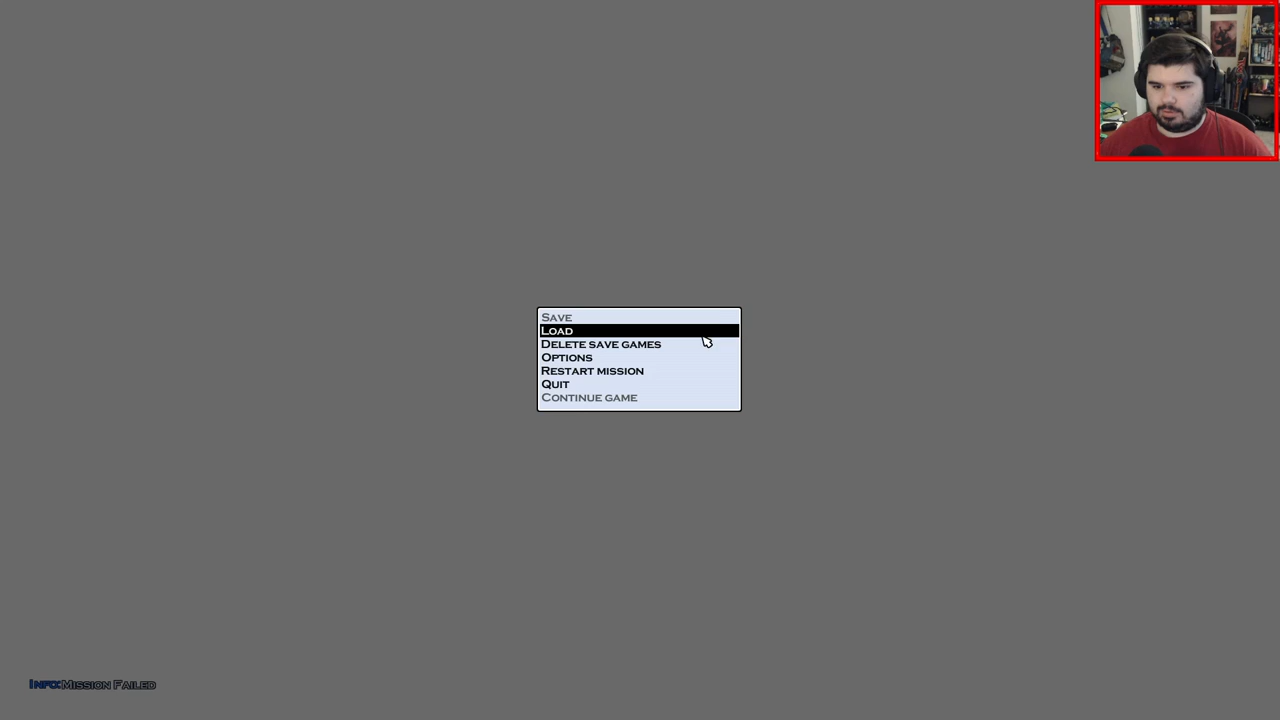 Save
Load
Delete save games
Options
Restart mission
Quit
Continue game
Info: Mission Failed